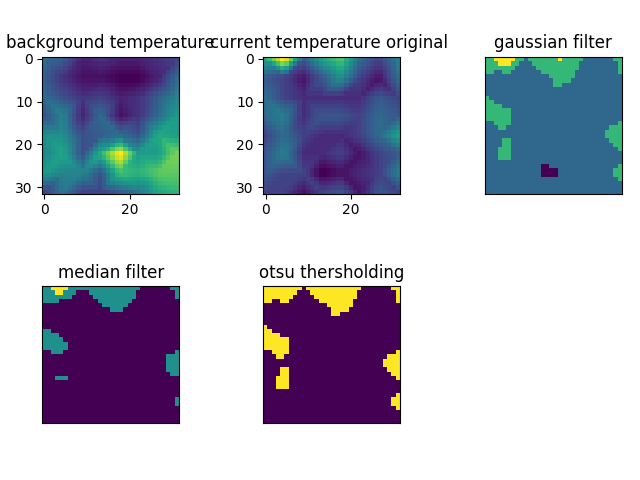 background temperature
current temperature original
gaussian filter
0
10
20
30
0
20
0
10
20
30
0
20
median filter
otsu thersholding